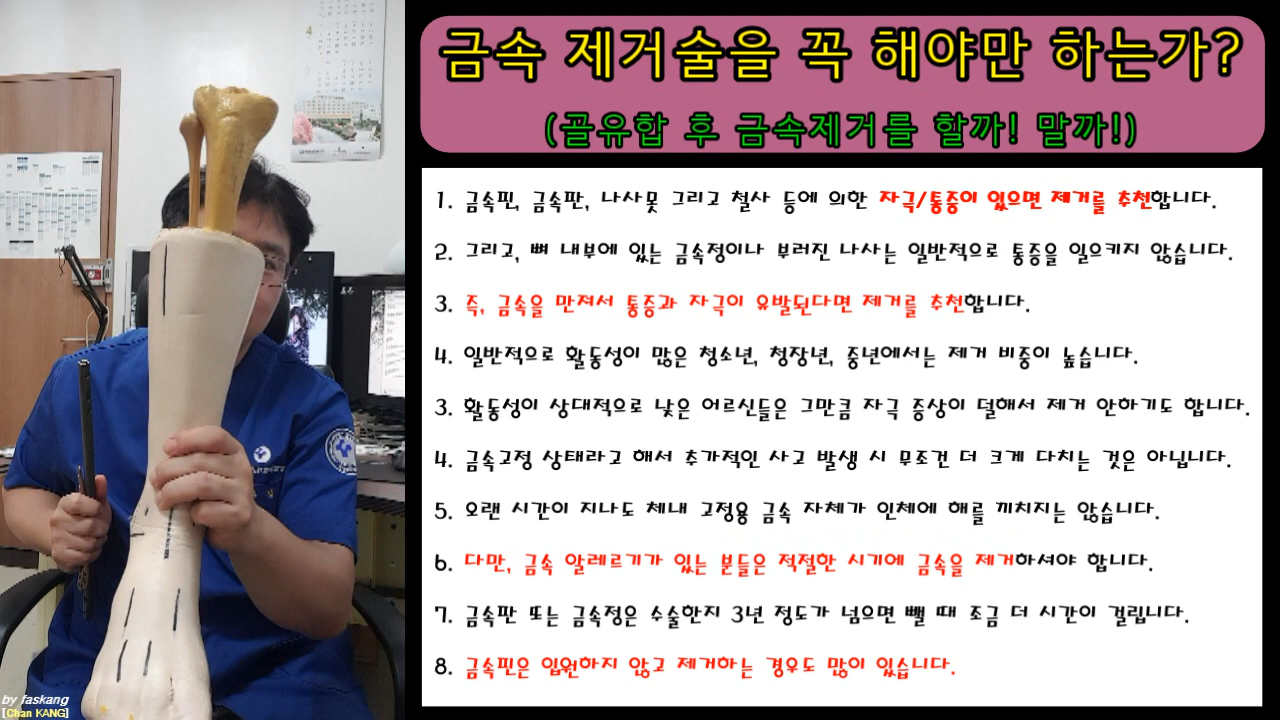 금속 제거술을 꼭 해야만 하는가?
(골유합 후 금속제거를 할까! 말까!)
1. 금속핀, 금속판, 나사못 그리고 철사 등에 의한 자극/통증이 있으면 제거를 추천합니다.
2. 그리고, 뼈 내부에 있는 금속정이나 부러진 나사는 일반적으로 통증을 일으키지 않습니다.
3. 즉, 금속을 만져서 통증과 자극이 유발된다면 제거를 추천합니다.
4. 일반적으로 활동성이 많은 청소년, 청장년, 중년에서는 제거 비중이 높습니다.
3. 활동성이 상대적으로 낮은 어르신들은 그만큼 자극 증상이 덜해서 제거 안하기도 합니다.
4. 금속고정 상태라고 해서 추가적인 사고 발생 시 무조건 더 크게 다치는 것은 아닙니다.
5. 오랜 시간이 지나도 체내 고정용 금속 자체가 인체에 해를 끼치지는 않습니다.
6. 다만, 금속 알레르기가 있는 분들은 적절한 시기에 금속을 제거하셔야 합니다.
7. 금속판 또는 금속정은 수술한지 3년 정도가 넘으면 뺄 때 조금 더 시간이 걸립니다.
8. 금속핀은 입원하지 않고 제거하는 경우도 많이 있습니다.
4
by faskang
[Chan KANG]